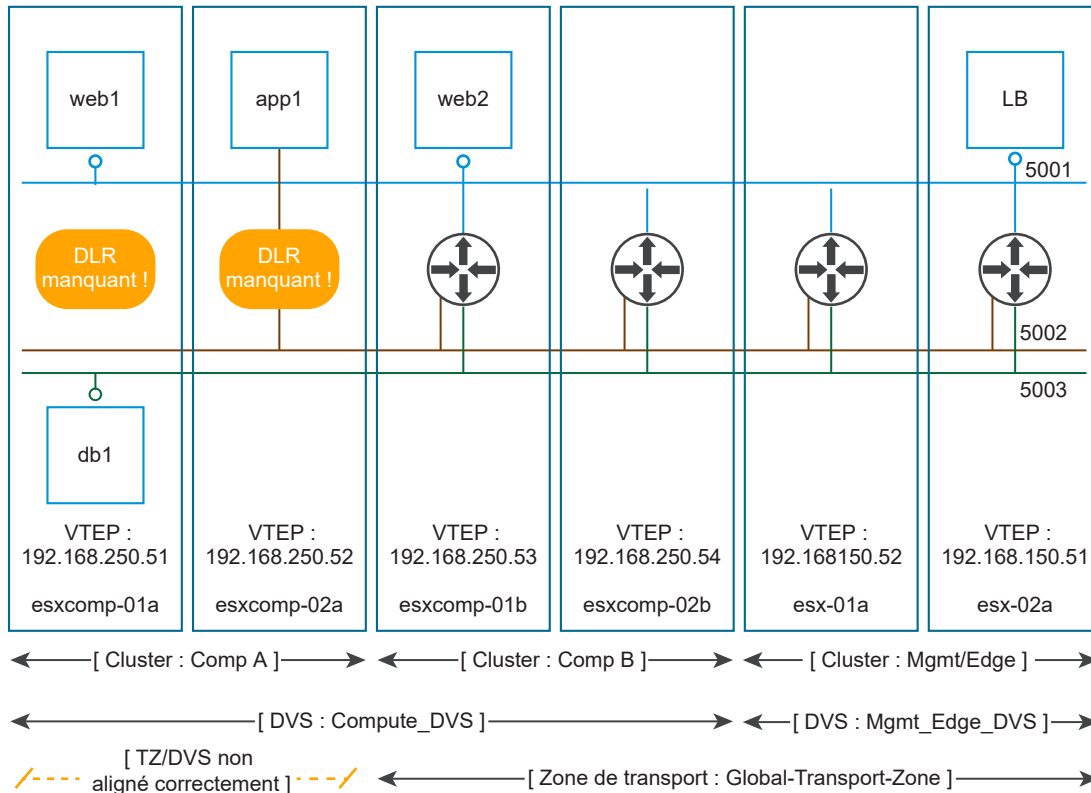 web1
app1
web2
LB
5001
DLR
manquant !
DLR
manquant !
5002
5003
db1
VTEP :
192.168.250.51
VTEP :
192.168.250.52
VTEP :
192.168.250.53
VTEP :
192.168.250.54
VTEP :
192.168150.52
VTEP :
192.168.150.51
esxcomp-01a
esxcomp-02a
esxcomp-01b
esxcomp-02b
esx-01a
esx-02a
[ Cluster : Comp A ]
[ Cluster : Comp B ]
[ Cluster : Mgmt/Edge ]
[ DVS : Compute_DVS ]
[ DVS : Mgmt_Edge_DVS ]
[ TZ/DVS non
aligné correctement ]
[ Zone de transport : Global-Transport-Zone ]